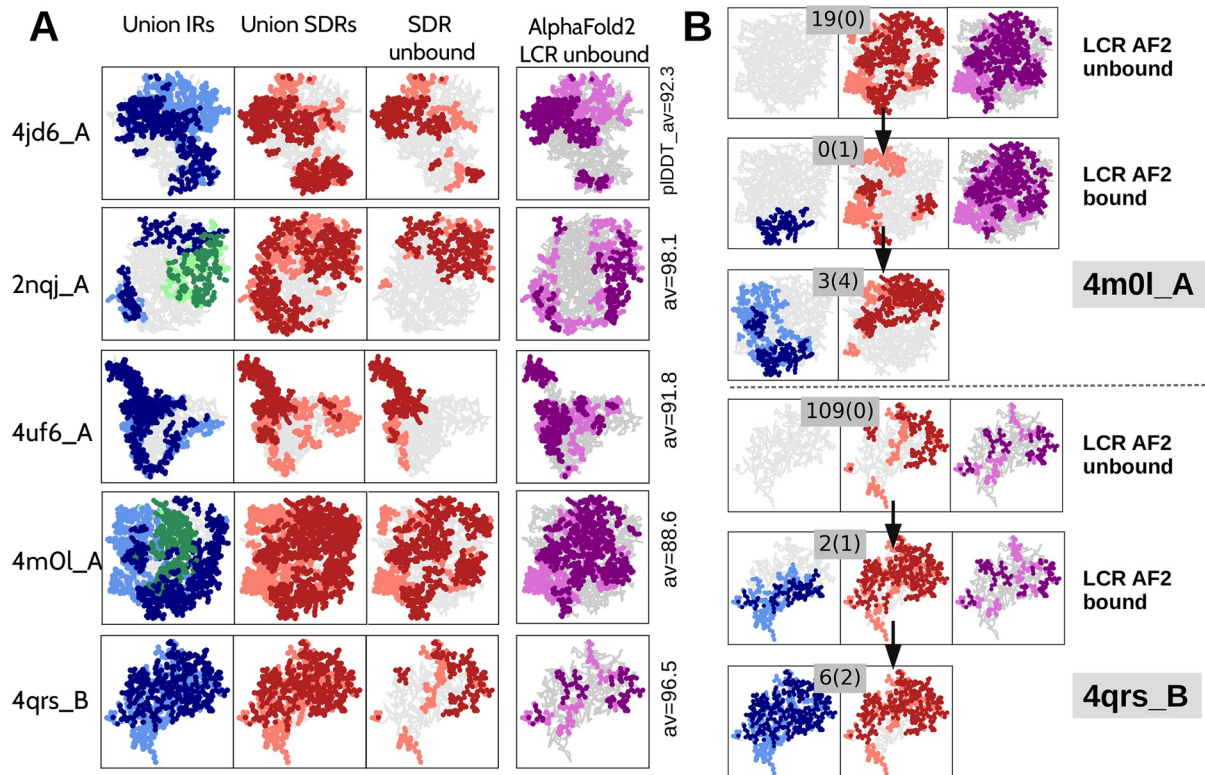 A
Union IRs
Union SDRs
SDR
unbound
AlphaFold2
LCR unbound
4jd6_A
plDDT_av=92.3
2nqj_A
av=98.1
4uf6_A
av=91.8
4m0l_A
av=88.6
4qrs_B
av=96.5
B
19(0)
LCR AF2
unbound
0(1)
LCR AF2
bound
3(4)
4m0l_A
109(0)
LCR AF2
unbound
2(1)
LCR AF2
bound
6(2)
4qrs_B